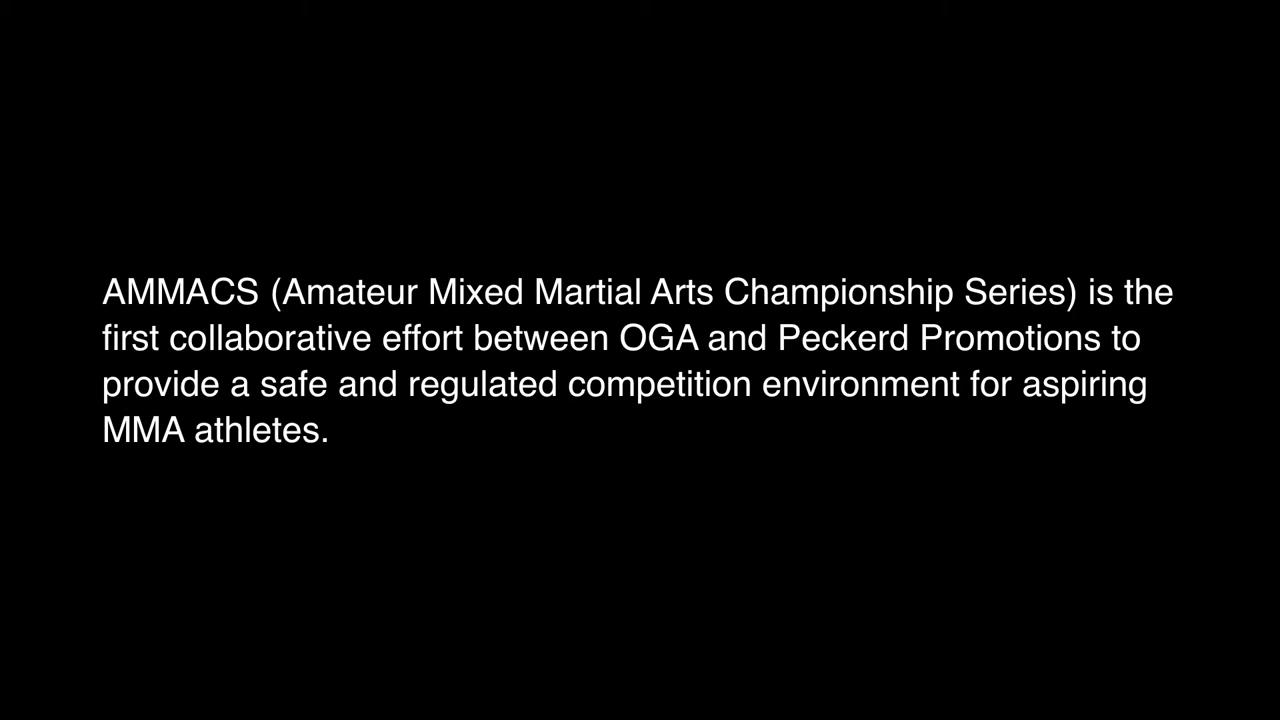 AMMACS (Amateur Mixed Martial Arts Championship Series) is the
first collaborative effort between OGA and Peckerd Promotions to
provide a safe and regulated competition environment for aspiring
MMA athletes.